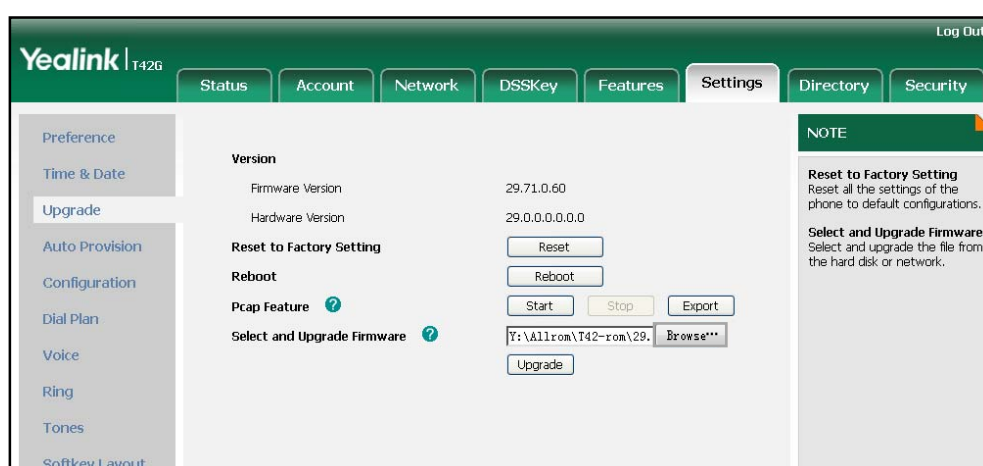 Log Out
Yealink | T42G
Status Account Network DSSKey Features Settings Directory Security
Preference
Time & Date
Upgrade
Auto Provision
Configuration
Dial Plan
Voice
Ring
Tones
Softkey Layout
Version
Firmware Version 29.71.0.60
Hardware Version 29.0.0.0.0.0.0
Reset to Factory Setting Reset
Reboot Reboot
Pcap Feature ? Start Stop Export
Select and Upgrade Firmware ? Y:\Allrom\T42-rom\29. Browse...
Upgrade
NOTE
Reset to Factory Setting
Reset all the settings of the
phone to default configurations.
Select and Upgrade Firmware
Select and upgrade the file from
the hard disk or network.